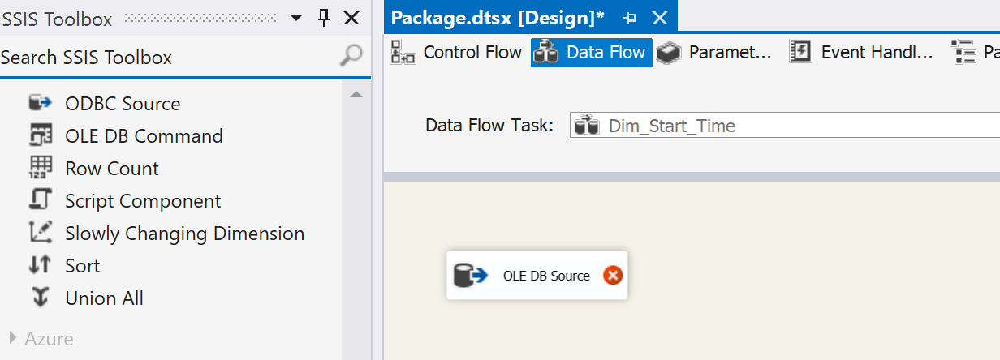 SSIS Toolbox
Search SSIS Toolbox
ODBC Source
OLE DB Command
Row Count
Script Component
Slowly Changing Dimension
Sort
Union All
Azure
Package.dtsx [Design]*
Control Flow
Data Flow
Paramet...
Event Handl...
Pa
Data Flow Task:
Dim_Start_Time
OLE DB Source